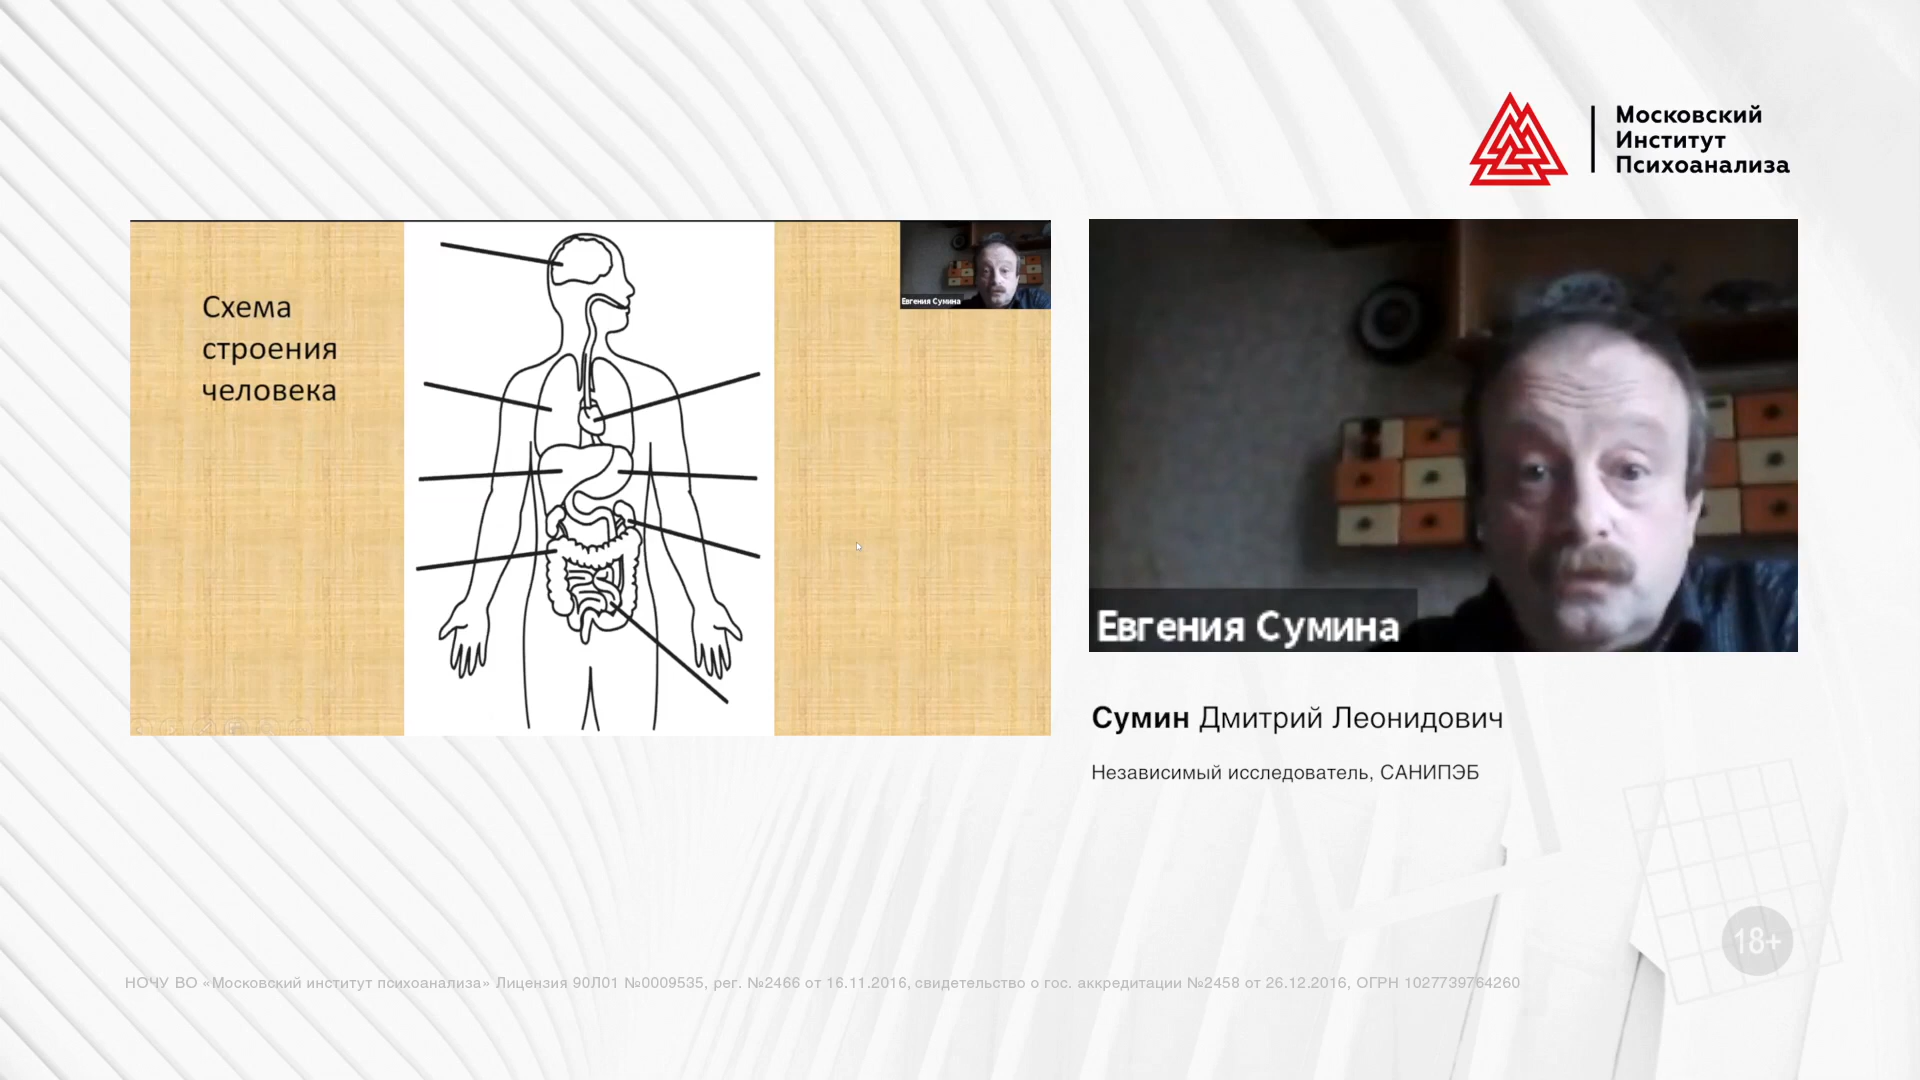 Московский
Институт
Психоанализа
Схема
строения
человека
Евгения Сумина
Евгения Сумина
Сумин Дмитрий Леонидович
Независимый исследователь, САНИПЭБ
18+
НОЧУ ВО «Московский институт психоанализа» Лицензия 90Л01 №0009535, рег. №2466 от 16.11.2016, свидетельство о гос. аккредитации №2458 от 26.12.2016, ОГРН 1027739764260